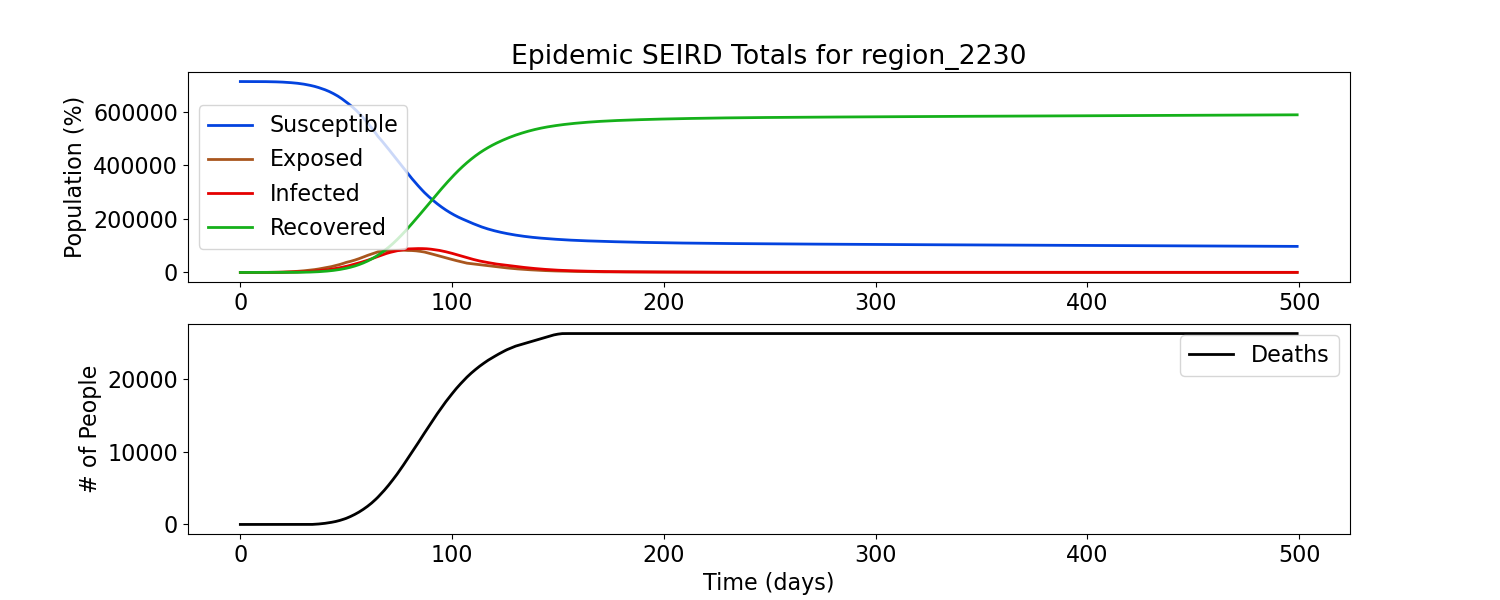 Epidemic SEIRD Totals for region_2230
Population (%)
600000
400000
200000
0
Susceptible
Exposed
Infected
Recovered
0 100 200 300 400 500
# of People
20000
10000
0
Deaths
0 100 200 300 400 500
Time (days)